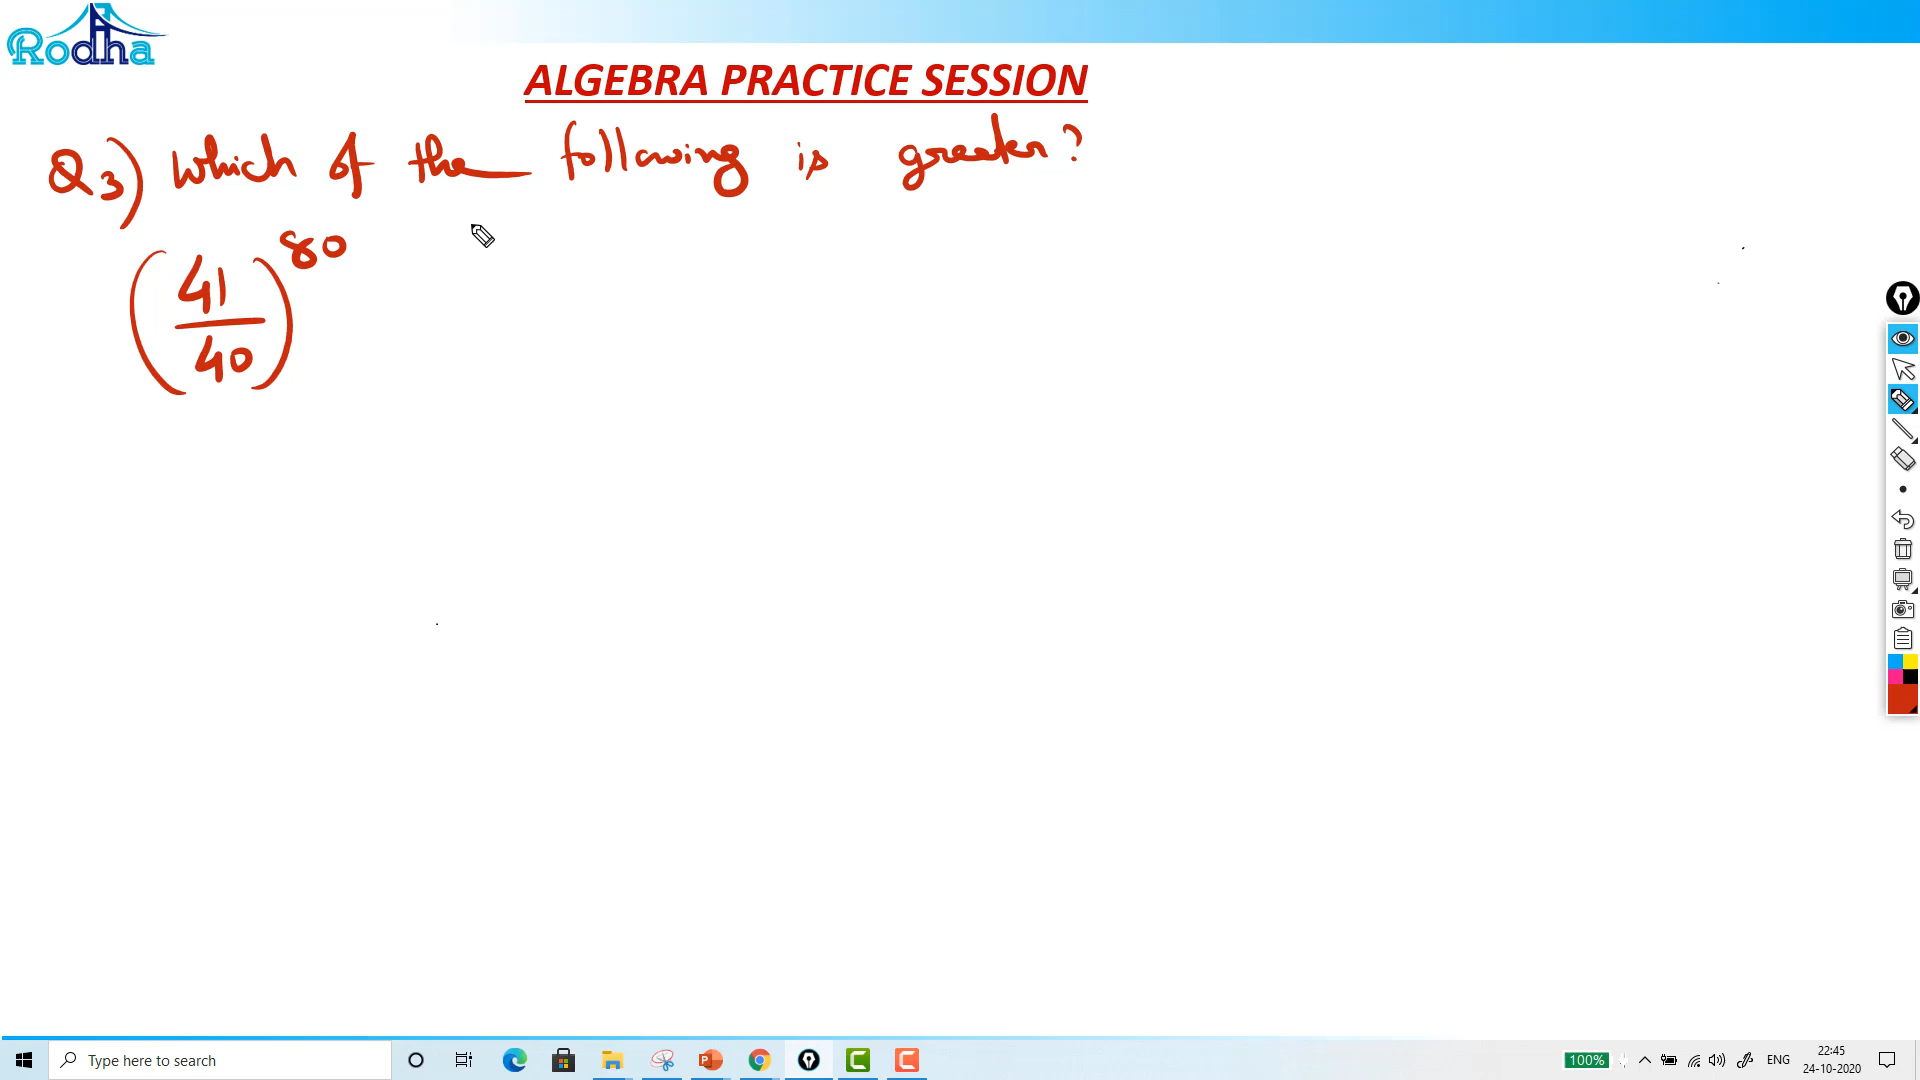 Rodha
ALGEBRA PRACTICE SESSION
Q3) Which of the following is greater?
(41/40)^80
Type here to search
100%
ENG
22:45
24-10-2020